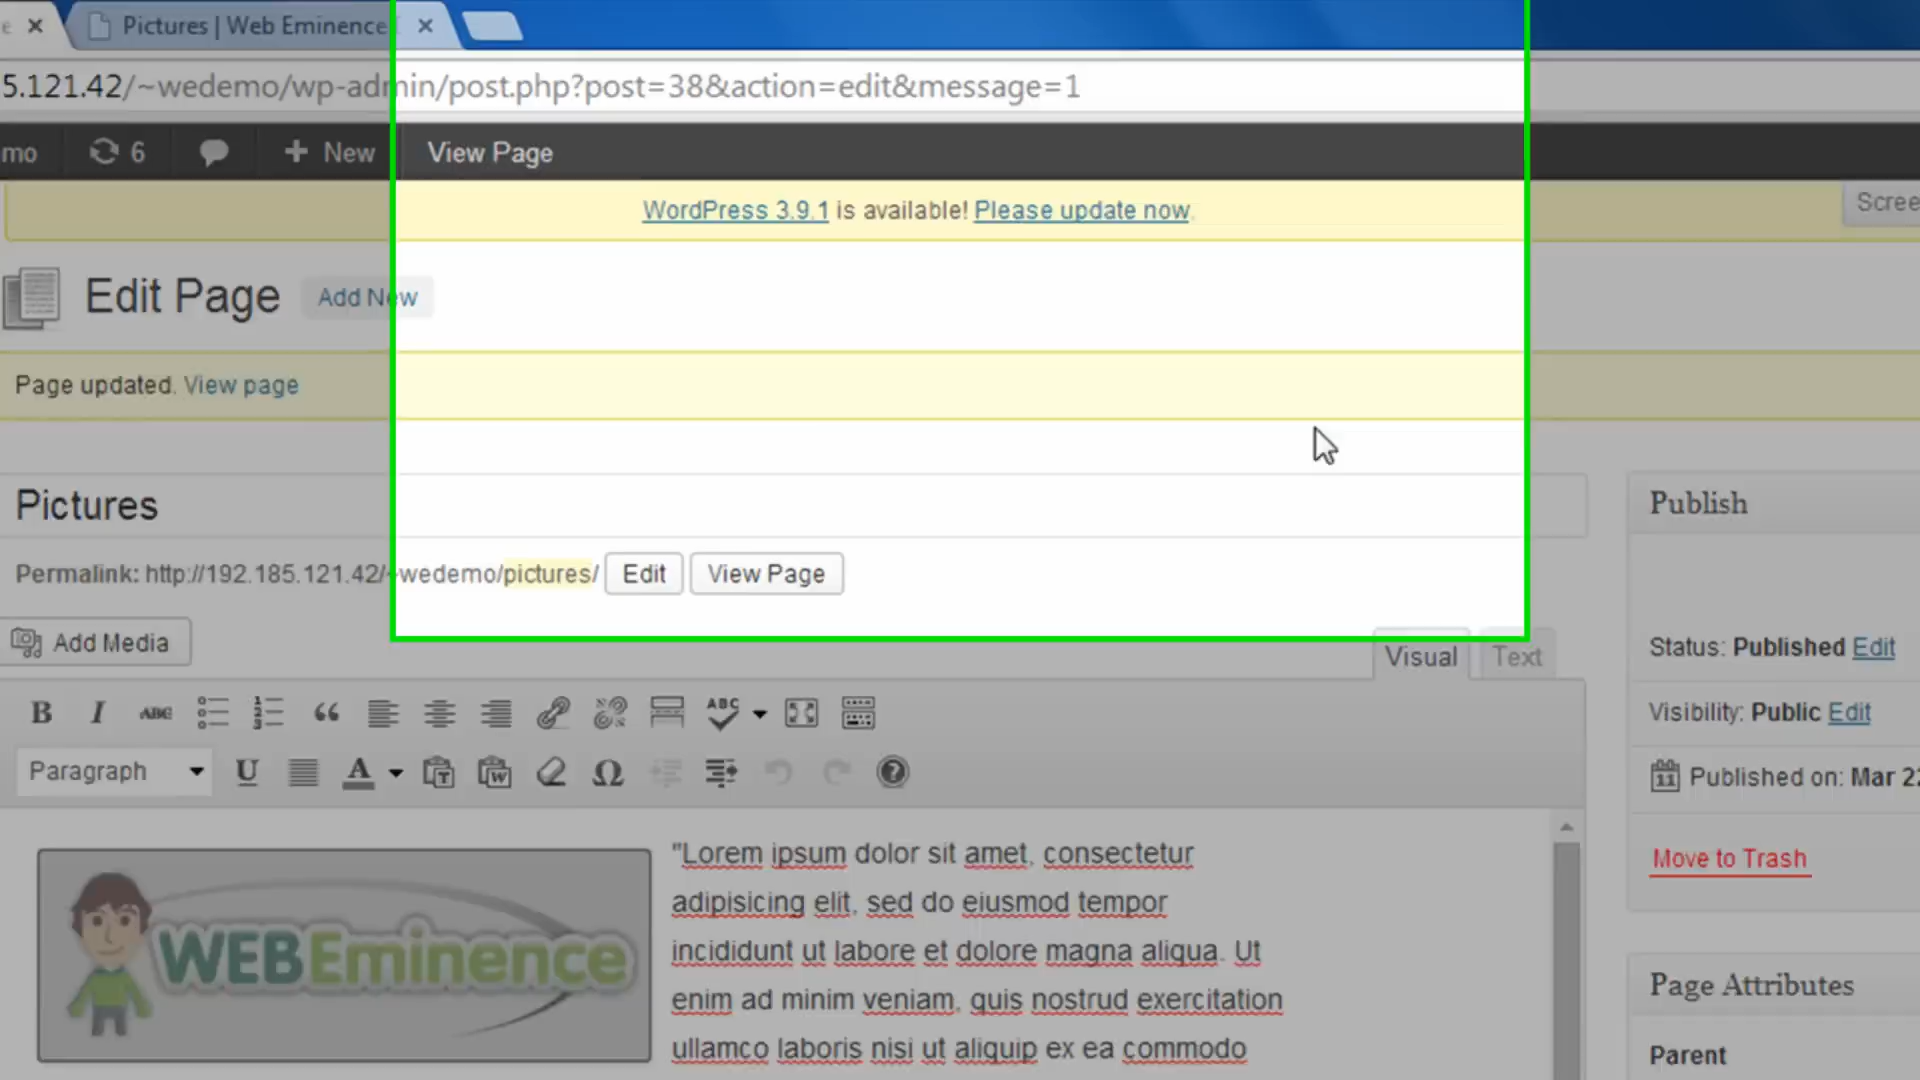 Pictures | Web Eminence
5.121.42/~wedemo/wp-admin/post.php?post=38&action=edit&message=1
mo 6 New View Page
WordPress 3.9.1 is available! Please update now.
Scree
Edit Page Add New
Page updated. View page
Pictures
Permalink: http://192.185.121.42/~wedemo/pictures/ Edit View Page
Add Media
Visual Text
B I ABC ABC
Paragraph U A
"Lorem ipsum dolor sit amet, consectetur
adipisicing elit, sed do eiusmod tempor
incididunt ut labore et dolore magna aliqua. Ut
enim ad minim veniam, quis nostrud exercitation
ullamco laboris nisi ut aliquip ex ea commodo
WEBEminence
Publish
Status: Published Edit
Visibility: Public Edit
Published on: Mar 22
Move to Trash
Page Attributes
Parent